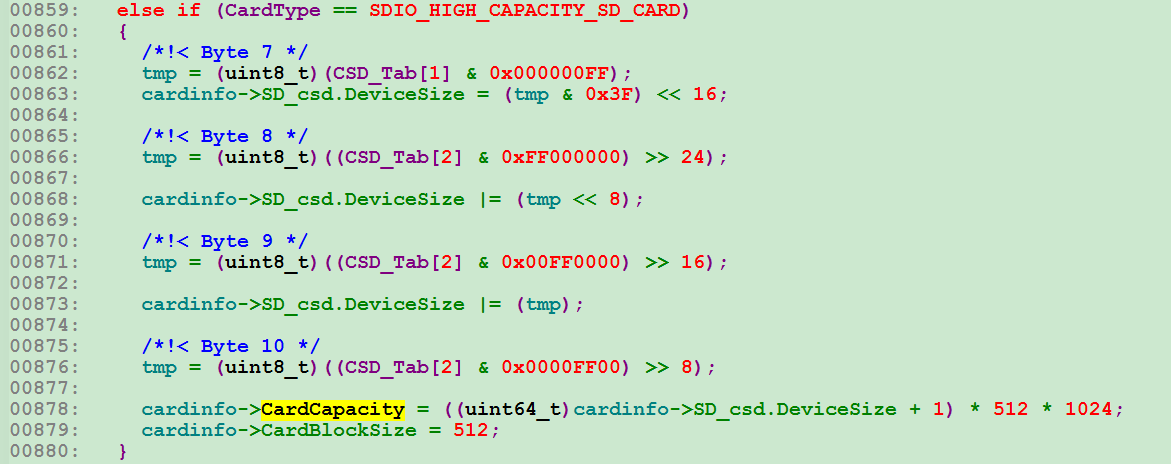 00859: else if (CardType == SDIO_HIGH_CAPACITY_SD_CARD)
00860: {
00861: /*!< Byte 7 */
00862: tmp = (uint8_t)(CSD_Tab[1] & 0x000000FF);
00863: cardinfo->SD_csd.DeviceSize = (tmp & 0x3F) << 16;
00864:
00865: /*!< Byte 8 */
00866: tmp = (uint8_t)((CSD_Tab[2] & 0xFF000000) >> 24);
00867:
00868: cardinfo->SD_csd.DeviceSize |= (tmp << 8);
00869:
00870: /*!< Byte 9 */
00871: tmp = (uint8_t)((CSD_Tab[2] & 0x00FF0000) >> 16);
00872:
00873: cardinfo->SD_csd.DeviceSize |= (tmp);
00874:
00875: /*!< Byte 10 */
00876: tmp = (uint8_t)((CSD_Tab[2] & 0x0000FF00) >> 8);
00877:
00878: cardinfo->CardCapacity = ((uint64_t)cardinfo->SD_csd.DeviceSize + 1) * 512 * 1024;
00879: cardinfo->CardBlockSize = 512;
00880: }